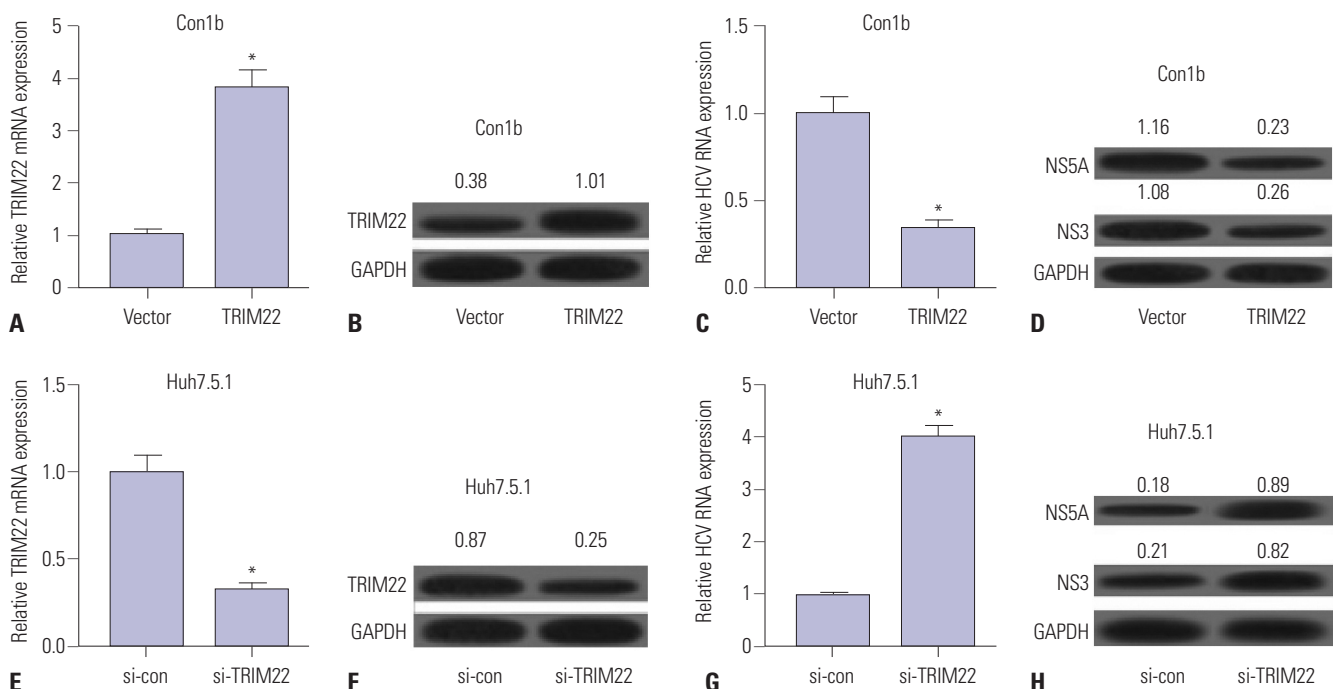 Con1b
Relative TRIM22 mRNA expression
5
4
3
2
1
0
*
Vector TRIM22
A
Con1b
0.38 1.01
TRIM22
GAPDH
Vector TRIM22
B
Con1b
Relative HCV RNA expression
1.5
1.0
0.5
0.0
*
Vector TRIM22
C
Con1b
1.16 0.23
NS5A
1.08 0.26
NS3
GAPDH
Vector TRIM22
D
Huh7.5.1
Relative TRIM22 mRNA expression
1.5
1.0
0.5
0.0
*
si-con si-TRIM22
E
Huh7.5.1
0.87 0.25
TRIM22
GAPDH
si-con si-TRIM22
F
Huh7.5.1
Relative HCV RNA expression
5
4
3
2
1
0
*
si-con si-TRIM22
G
Huh7.5.1
0.18 0.89
NS5A
0.21 0.82
NS3
GAPDH
si-con si-TRIM22
H